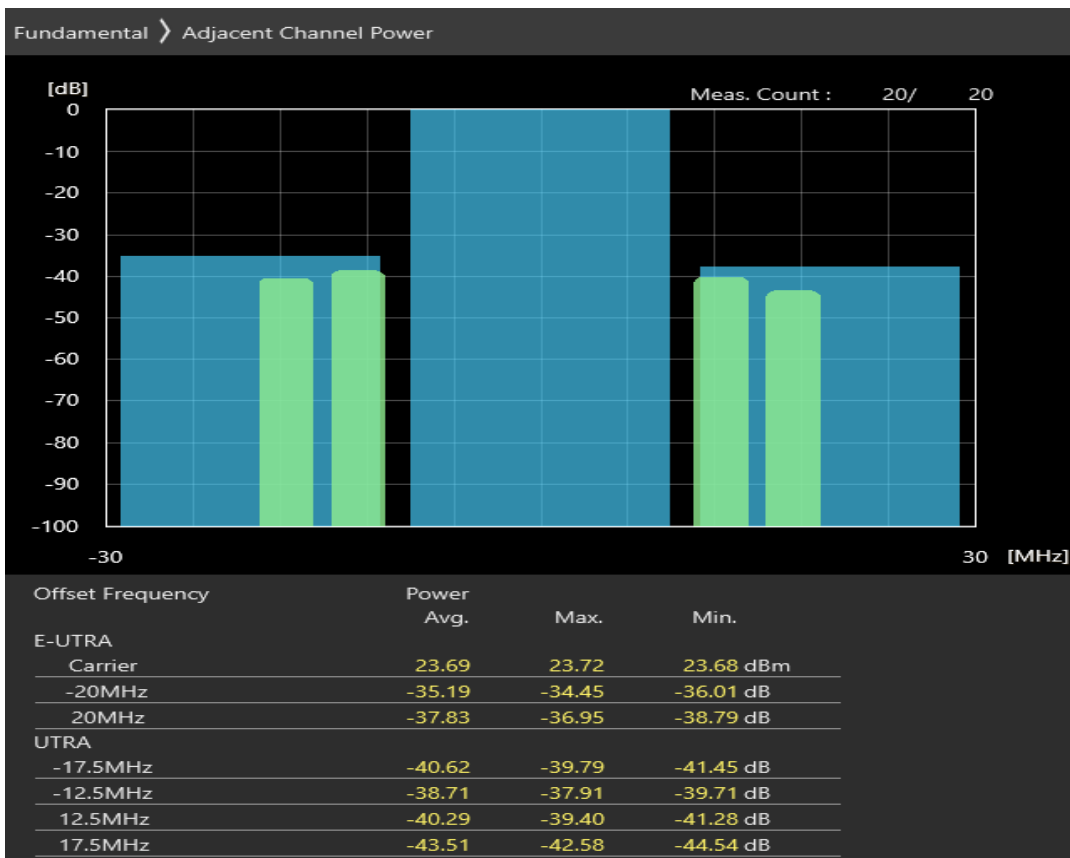 Fundamental 〉 Adjacent Channel Power
[dB]
Meas. Count : 20/ 20
0
-10
-20
-30
-40
-50
-60
-70
-80
-90
-100
-30 30 [MHz]
Offset Frequency Power
Avg. Max. Min.
E-UTRA
Carrier 23.69 23.72 23.68 dBm
-20MHz -35.19 -34.45 -36.01 dB
20MHz -37.83 -36.95 -38.79 dB
UTRA
-17.5MHz -40.62 -39.79 -41.45 dB
-12.5MHz -38.71 -37.91 -39.71 dB
12.5MHz -40.29 -39.40 -41.28 dB
17.5MHz -43.51 -42.58 -44.54 dB